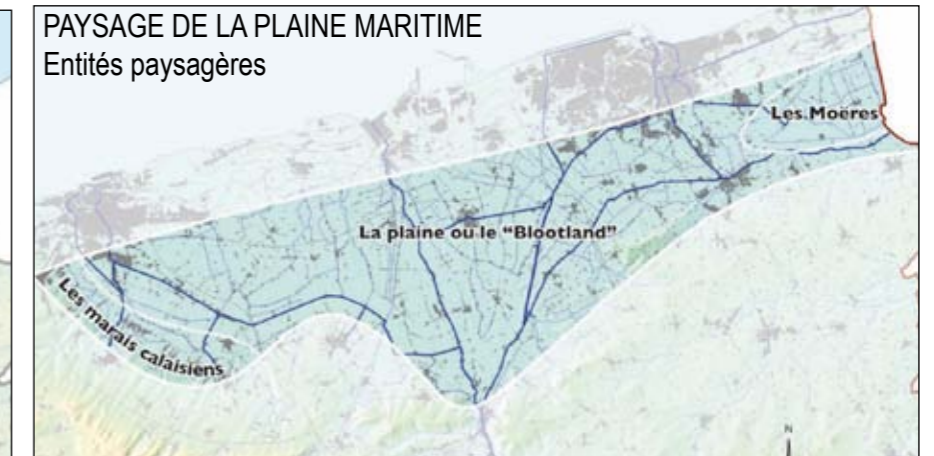 PAYSAGE DE LA PLAINE MARITIME
Entités paysagères
Les Moëres
La plaine ou le “Blootland”
Les marais calaisiens
N